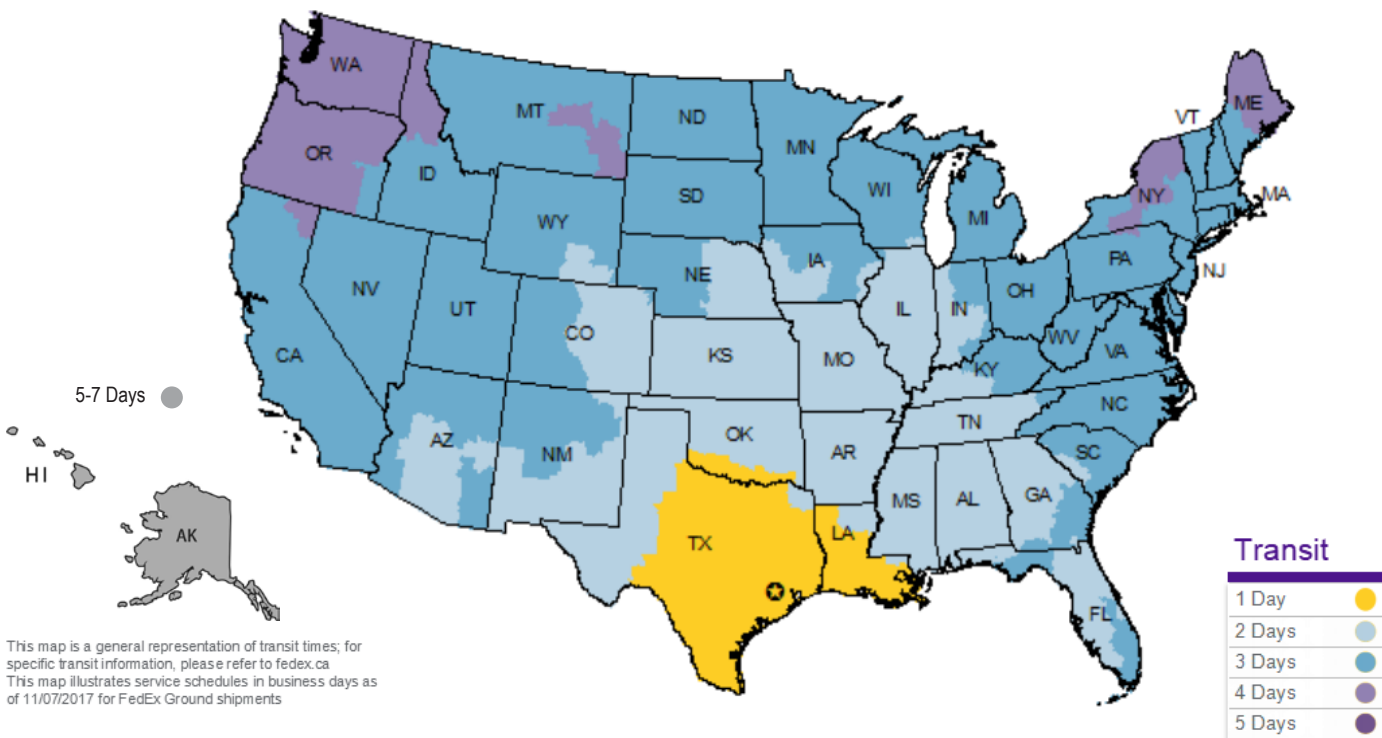 WA
MT
ND
MN
VT
ME
OR
ID
SD
WI
MI
NY
MA
WY
NE
IA
PA
NJ
NV
UT
CO
IL
IN
OH
CA
KS
MO
WV
VA
KY
5-7 Days
NC
TN
AZ
NM
OK
AR
SC
HI
MS
AL
GA
AK
TX
LA
FL
Transit
1 Day
2 Days
3 Days
4 Days
5 Days
This map is a general representation of transit times; for
specific transit information, please refer to fedex.ca
This map illustrates service schedules in business days as
of 11/07/2017 for FedEx Ground shipments